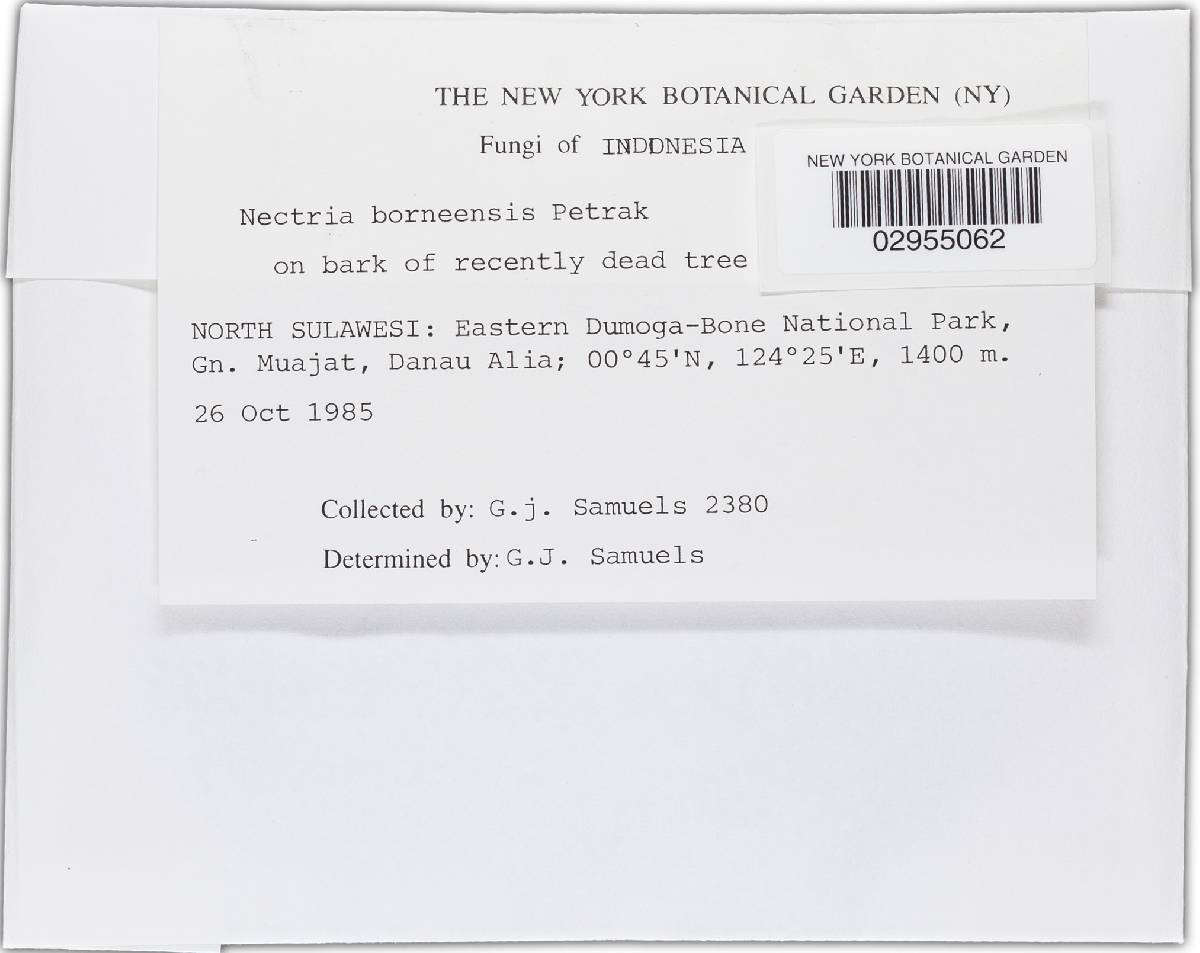 THE NEW YORK BOTANICAL GARDEN (NY)
Fungi of INDDNESIA
NEW YORK BOTANICAL GARDEN
02955062
Nectria borneensis Petrak
on bark of recently dead tree
NORTH SULAWESI: Eastern Dumoga-Bone National Park,
Gn. Muajat, Danau Alia; 00°45'N, 124°25'E, 1400 m.
26 Oct 1985
Collected by: G.j. Samuels 2380
Determined by: G.J. Samuels